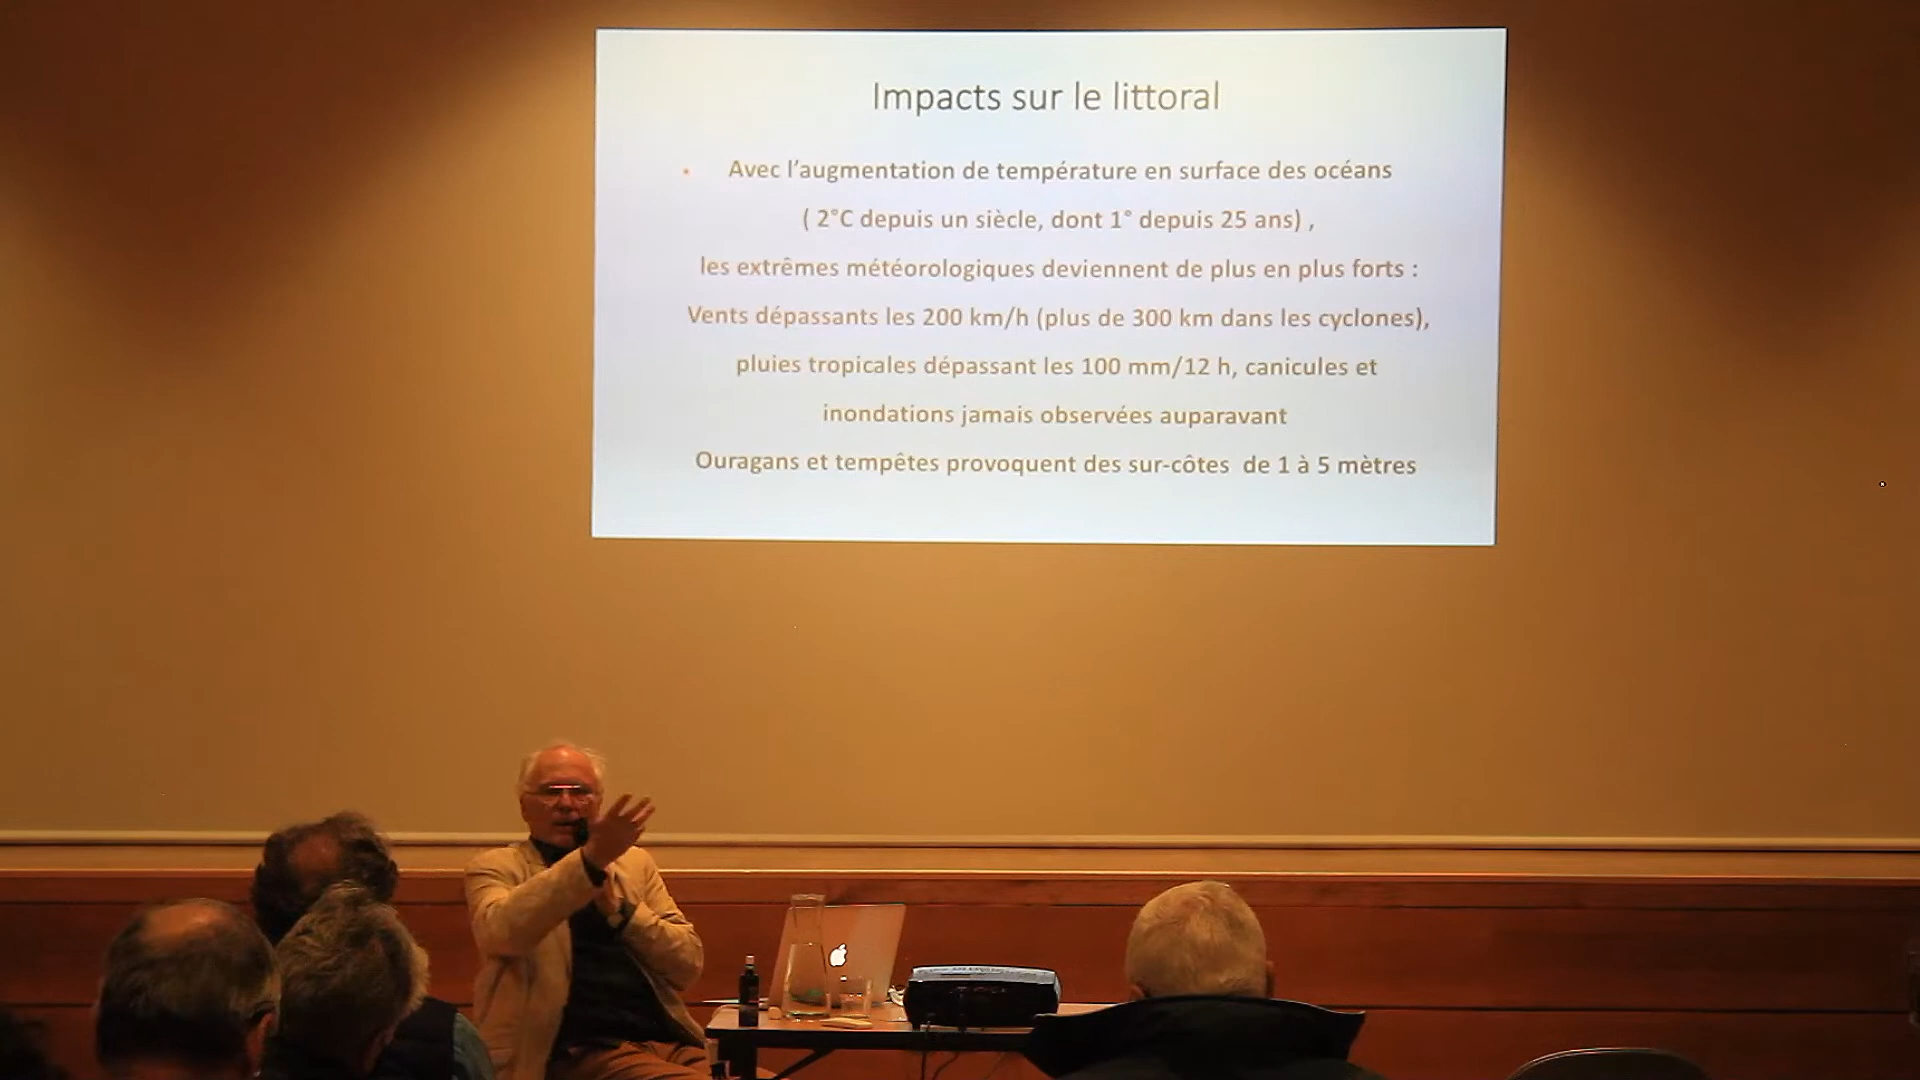 Impacts sur le littoral
• Avec l’augmentation de température en surface des océans
( 2°C depuis un siècle, dont 1° depuis 25 ans) ,
les extrêmes météorologiques deviennent de plus en plus forts :
Vents dépassants les 200 km/h (plus de 300 km dans les cyclones),
pluies tropicales dépassant les 100 mm/12 h, canicules et
inondations jamais observées auparavant
Ouragans et tempêtes provoquent des sur-côtes de 1 à 5 mètres